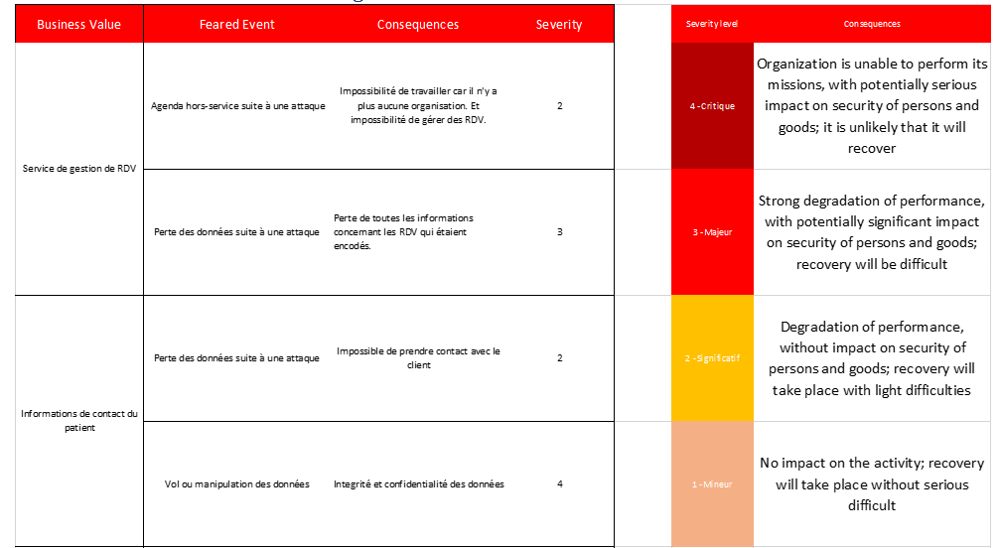 Business Value
Feared Event
Consequences
Severity
Service de gestion de RDV
Agenda hors-service suite à une attaque
Impossibilité de travailler car il n'y a
plus aucune organisation. Et
impossibilité de gérer des RDV.
2
Perte des données suite à une attaque
Perte de toutes les informations
concernant les RDV qui étaient
encodés.
3
Informations de contact du
patient
Perte des données suite à une attaque
Impossible de prendre contact avec le
client
2
Vol ou manipulation des données
Integrité et confidentialité des données
4
Severity level
Consequences
4 - Critique
Organization is unable to perform its
missions, with potentially serious
impact on security of persons and
goods; it is unlikely that it will
recover
3 - Majeur
Strong degradation of performance,
with potentially significant impact
on security of persons and goods;
recovery will be difficult
2 - Significatif
Degradation of performance,
without impact on security of
persons and goods; recovery will
take place with light difficulties
1 - Mineur
No impact on the activity; recovery
will take place without serious
difficult